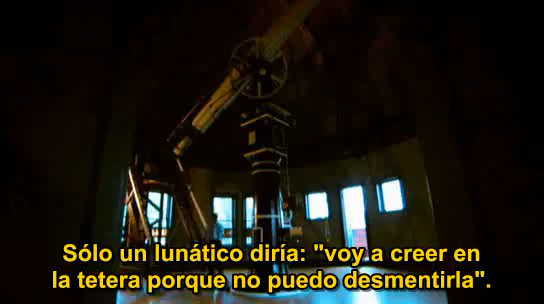 Sólo un lunático diría: "voy a creer en
la tetera porque no puedo desmentirla".